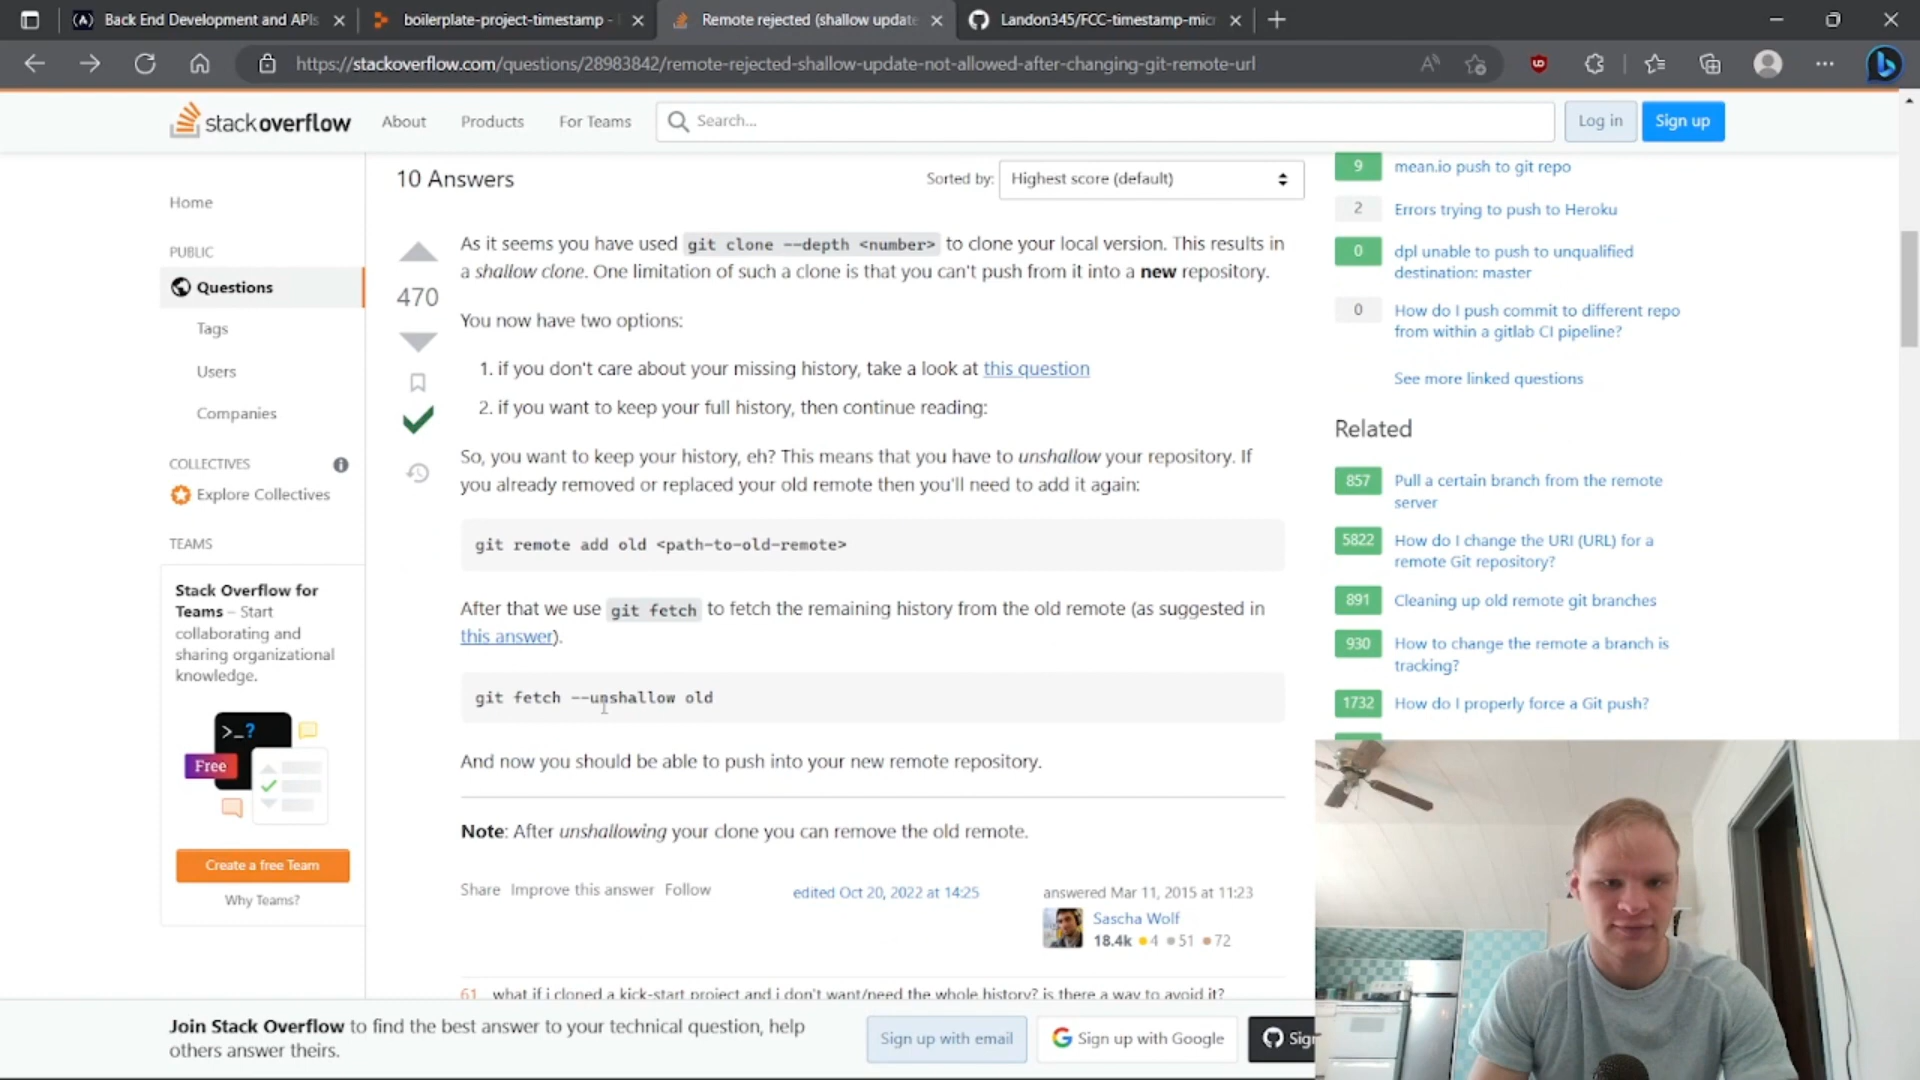 Back End Development and APIs
boilerplate-project-timestamp -
Remote rejected (shallow update
Landon345/FCC-timestamp-mic
https://stackoverflow.com/questions/28983842/remote-rejected-shallow-update-not-allowed-after-changing-git-remote-url
stackoverflow
About
Products
For Teams
Search...
Log in
Sign up
Home
PUBLIC
Questions
Tags
Users
Companies
COLLECTIVES
Explore Collectives
TEAMS
Stack Overflow for
Teams – Start
collaborating and
sharing organizational
knowledge.
>_?
Free
Create a free Team
Why Teams?
10 Answers
Sorted by:
Highest score (default)
470
As it seems you have used git clone --depth <number> to clone your local version. This results in
a shallow clone. One limitation of such a clone is that you can't push from it into a new repository.
You now have two options:
1. if you don't care about your missing history, take a look at this question
2. if you want to keep your full history, then continue reading:
So, you want to keep your history, eh? This means that you have to unshallow your repository. If
you already removed or replaced your old remote then you'll need to add it again:
git remote add old <path-to-old-remote>
After that we use git fetch to fetch the remaining history from the old remote (as suggested in
this answer).
git fetch --unshallow old
And now you should be able to push into your new remote repository.
Note: After unshallowing your clone you can remove the old remote.
Share Improve this answer Follow
edited Oct 20, 2022 at 14:25
answered Mar 11, 2015 at 11:23
Sascha Wolf
18.4k 4 51 72
61 what if i cloned a kick-start project and i don't want/need the whole history? is there a way to avoid it?
9 mean.io push to git repo
2 Errors trying to push to Heroku
0 dpl unable to push to unqualified
destination: master
0 How do I push commit to different repo
from within a gitlab CI pipeline?
See more linked questions
Related
857 Pull a certain branch from the remote
server
5822 How do I change the URI (URL) for a
remote Git repository?
891 Cleaning up old remote git branches
930 How to change the remote a branch is
tracking?
1732 How do I properly force a Git push?
Join Stack Overflow to find the best answer to your technical question, help
others answer theirs.
Sign up with email
Sign up with Google
Sign